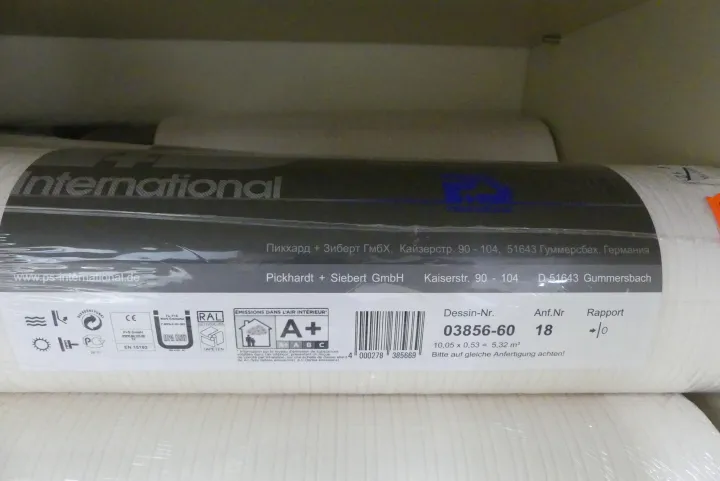 International
Пикхард + Зиберт ГмбХ, Кайзерстр. 90 - 104, 51643 Гуммерсбах, Германия
www.ps-international.de
Pickhardt + Siebert GmbH Kaiserstr. 90 - 104 D-51643 Gummersbach
CE
EN 15102
RAL
ÉMISSIONS DANS L'AIR INTÉRIEUR*
A+
A+ A B C
4 000278 385669
Dessin-Nr. Anf.Nr Rapport
03856-60 18 →|0
10,05 x 0.53 = 5,32 m²
Bitte auf gleiche Anfertigung achten!